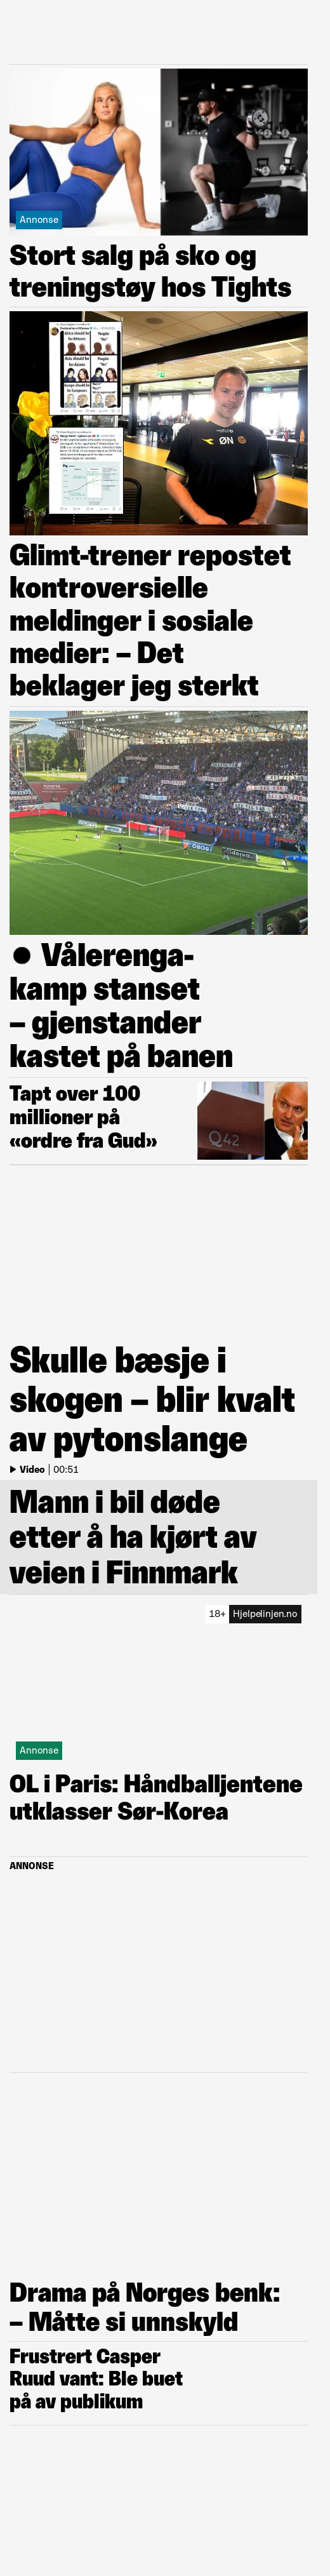 Annonse
Stort salg på sko og
treningstøy hos Tights
ØN
Glimt-trener repostet
kontroversielle
meldinger i sosiale
medier: – Det
beklager jeg sterkt
TOYOTA
OBOS
● Vålerenga-
kamp stanset
– gjenstander
kastet på banen
Tapt over 100
millioner på
«ordre fra Gud»
Q42
Skulle bæsje i
skogen – blir kvalt
av pytonslange
Video | 00:51
Mann i bil døde
etter å ha kjørt av
veien i Finnmark
18+ Hjelpelinjen.no
Annonse
OL i Paris: Håndballjentene
utklasser Sør-Korea
ANNONSE
Drama på Norges benk:
– Måtte si unnskyld
Frustrert Casper
Ruud vant: Ble buet
på av publikum